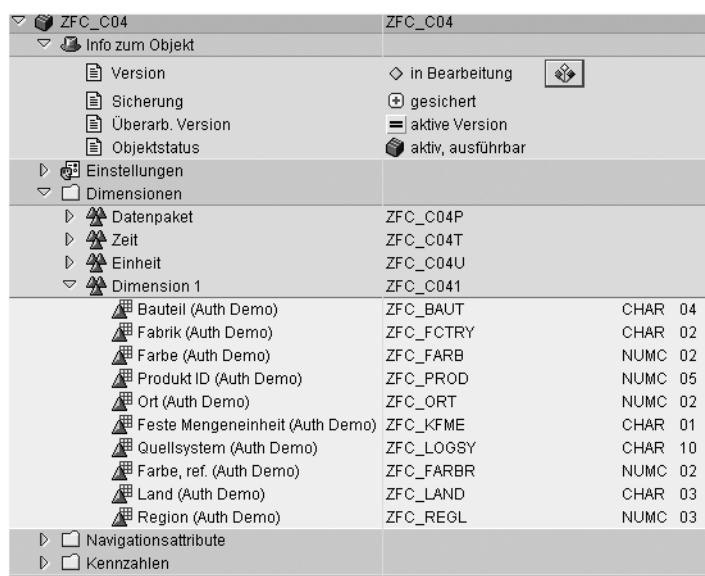 ZFC_C04 ZFC_C04
Info zum Objekt
Version in Bearbeitung
Sicherung gesichert
Überarb. Version aktive Version
Objektstatus aktiv, ausführbar
Einstellungen
Dimensionen
Datenpaket ZFC_C04P
Zeit ZFC_C04T
Einheit ZFC_C04U
Dimension 1 ZFC_C041
Bauteil (Auth Demo) ZFC_BAUT CHAR 04
Fabrik (Auth Demo) ZFC_FCTRY CHAR 02
Farbe (Auth Demo) ZFC_FARB NUMC 02
Produkt ID (Auth Demo) ZFC_PROD NUMC 05
Ort (Auth Demo) ZFC_ORT NUMC 02
Feste Mengeneinheit (Auth Demo) ZFC_KFME CHAR 01
Quellsystem (Auth Demo) ZFC_LOGSY CHAR 10
Farbe, ref. (Auth Demo) ZFC_FARBR NUMC 02
Land (Auth Demo) ZFC_LAND CHAR 03
Region (Auth Demo) ZFC_REGL NUMC 03
Navigationsattribute
Kennzahlen